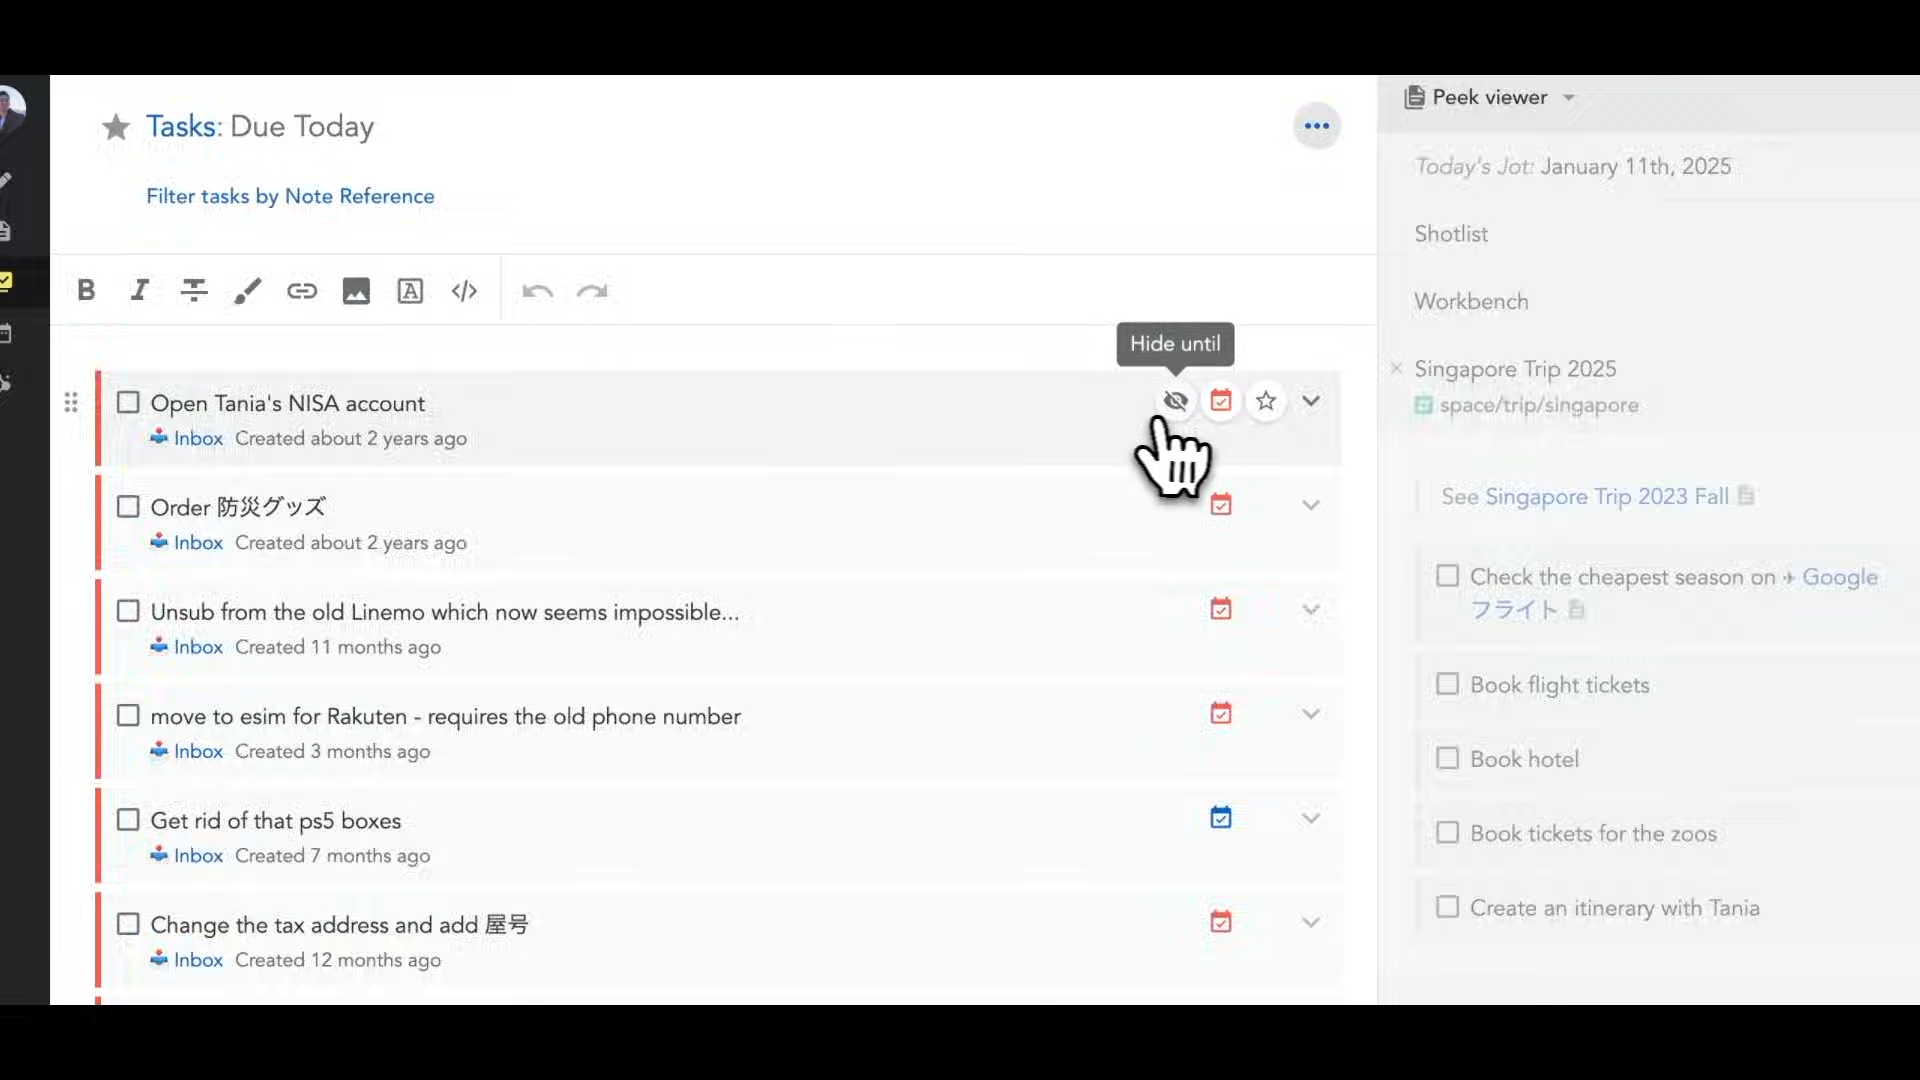 Tasks: Due Today
Filter tasks by Note Reference
Hide until
Open Tania's NISA account
Inbox Created about 2 years ago
Order 防災グッズ
Inbox Created about 2 years ago
Unsub from the old Linemo which now seems impossible...
Inbox Created 11 months ago
move to esim for Rakuten - requires the old phone number
Inbox Created 3 months ago
Get rid of that ps5 boxes
Inbox Created 7 months ago
Change the tax address and add 屋号
Inbox Created 12 months ago
Peek viewer
Today's Jot: January 11th, 2025
Shotlist
Workbench
Singapore Trip 2025
space/trip/singapore
See Singapore Trip 2023 Fall
Check the cheapest season on ✈ Google
フライト
Book flight tickets
Book hotel
Book tickets for the zoos
Create an itinerary with Tania